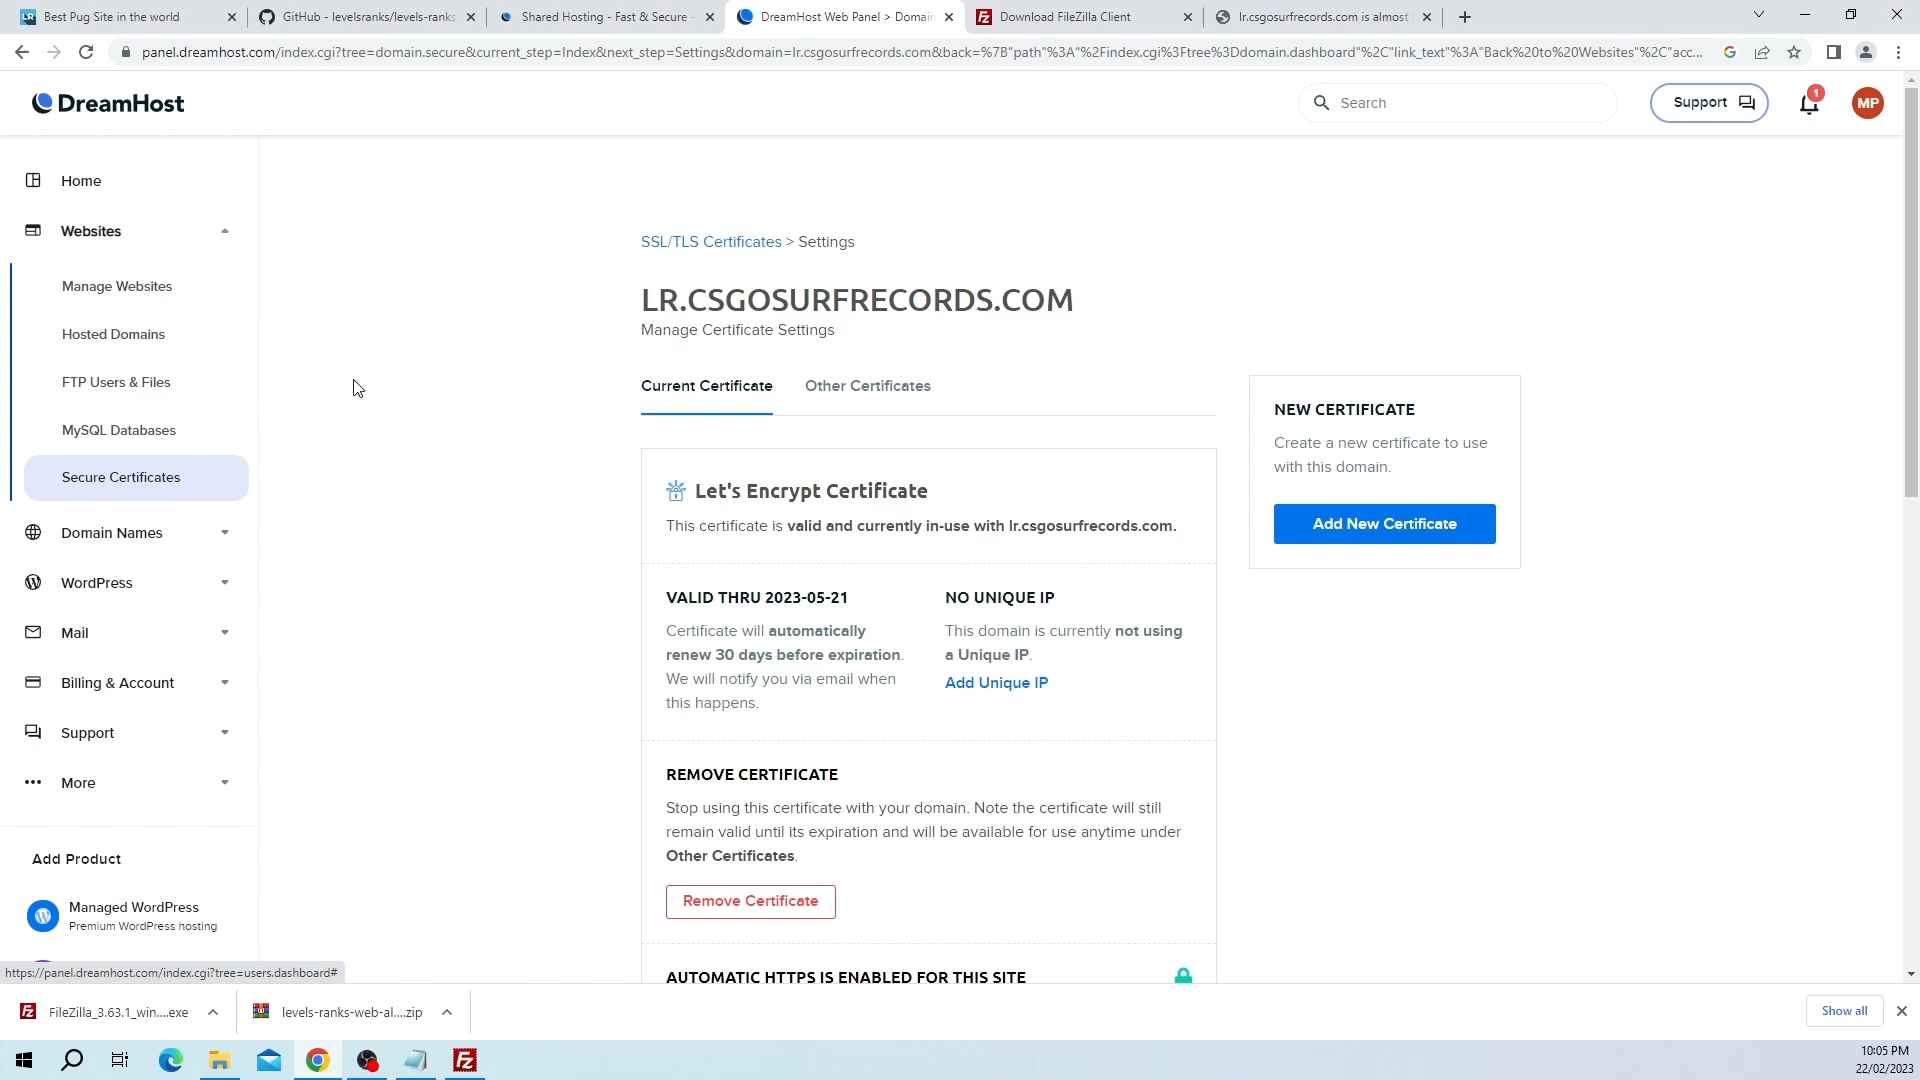 Best Pug Site in the world
GitHub - levelsranks/levels-ranks
Shared Hosting - Fast & Secure -
DreamHost Web Panel > Domain
Download FileZilla Client
lr.csgosurfrecords.com is almost
panel.dreamhost.com/index.cgi?tree=domain.secure&current_step=Index&next_step=Settings&domain=lr.csgosurfrecords.com&back=%7B"path"%3A"%2Findex.cgi%3Ftree%3Ddomain.dashboard"%2C"link_text"%3A"Back%20to%20Websites"%2C"acc...
DreamHost
Search
Support
1
MP
Home
Websites
Manage Websites
Hosted Domains
FTP Users & Files
MySQL Databases
Secure Certificates
Domain Names
WordPress
Mail
Billing & Account
Support
More
Add Product
Managed WordPress
Premium WordPress hosting
https://panel.dreamhost.com/index.cgi?tree=users.dashboard#
SSL/TLS Certificates > Settings
LR.CSGOSURFRECORDS.COM
Manage Certificate Settings
Current Certificate
Other Certificates
Let's Encrypt Certificate
This certificate is valid and currently in-use with lr.csgosurfrecords.com.
VALID THRU 2023-05-21
Certificate will automatically
renew 30 days before expiration.
We will notify you via email when
this happens.
NO UNIQUE IP
This domain is currently not using
a Unique IP.
Add Unique IP
REMOVE CERTIFICATE
Stop using this certificate with your domain. Note the certificate will still
remain valid until its expiration and will be available for use anytime under
Other Certificates.
Remove Certificate
AUTOMATIC HTTPS IS ENABLED FOR THIS SITE
NEW CERTIFICATE
Create a new certificate to use
with this domain.
Add New Certificate
FileZilla_3.63.1_win....exe
levels-ranks-web-al....zip
Show all
10:05 PM
22/02/2023